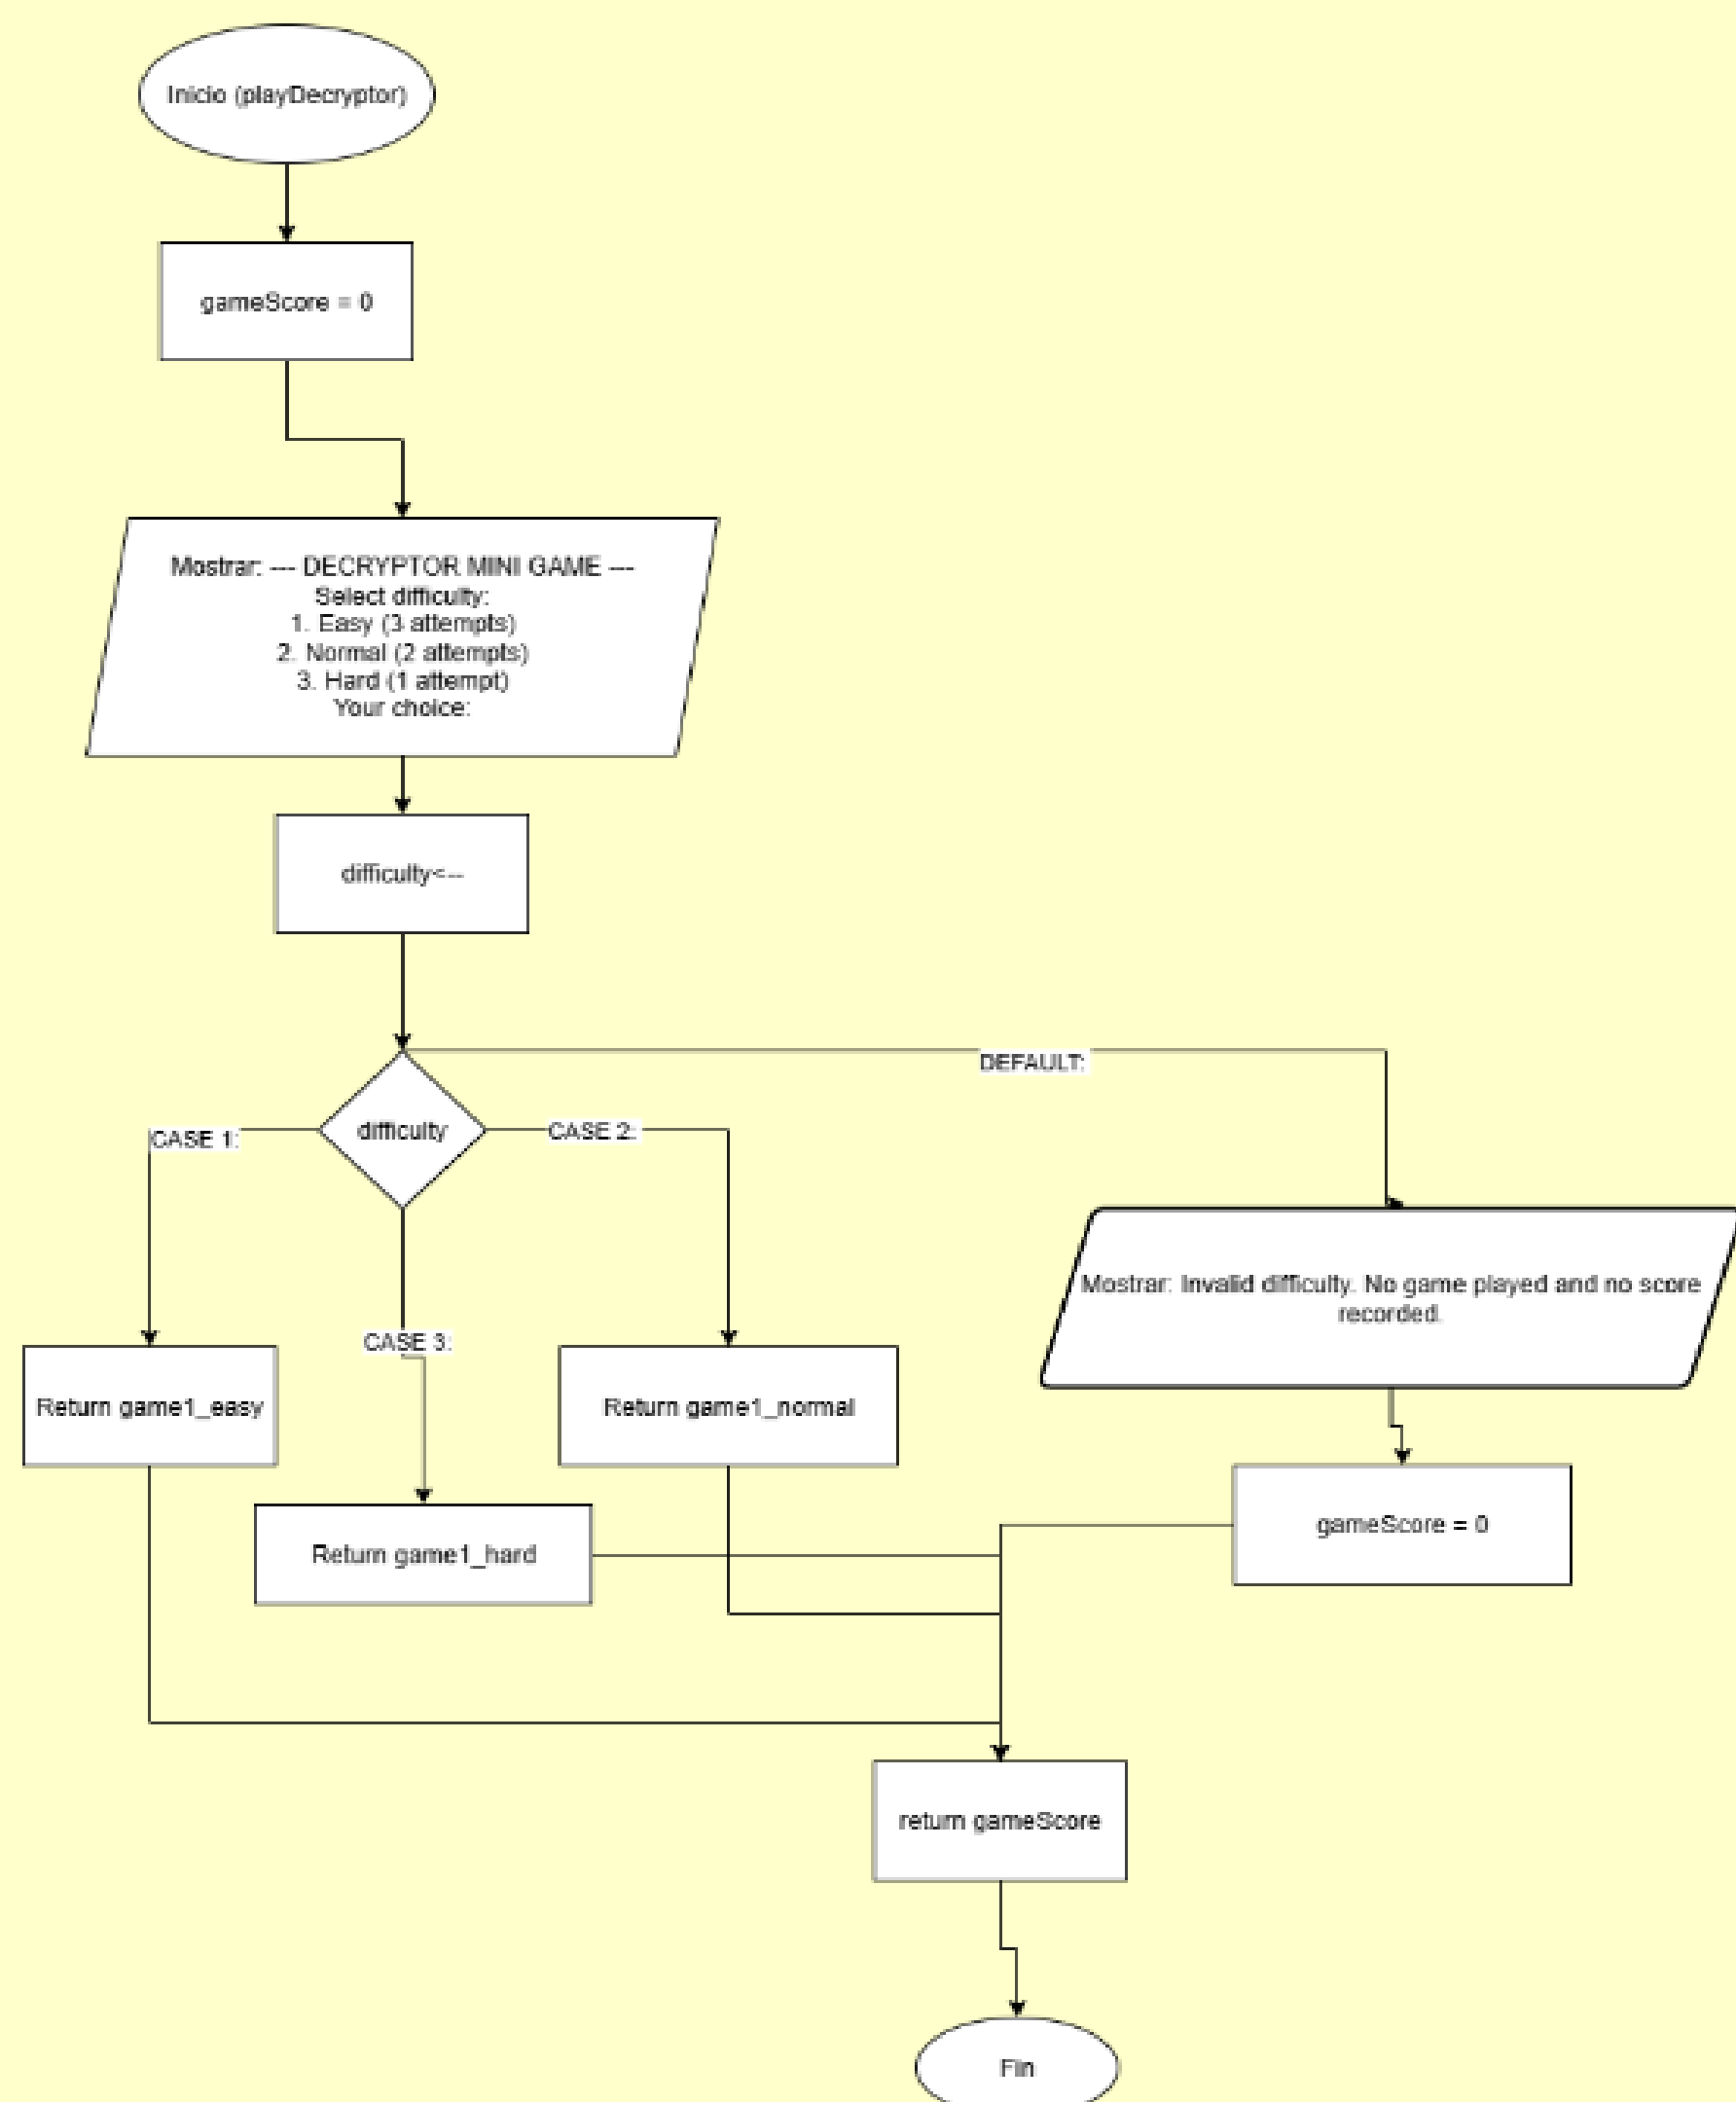 Inicio (playDecryptor)
gameScore = 0
Mostrar: --- DECRYPTOR MINI GAME ---
Select difficulty:
1. Easy (3 attempts)
2. Normal (2 attempts)
3. Hard (1 attempt)
Your choice:
difficulty<--
DEFAULT:
CASE 1:
difficulty
CASE 2:
Mostrar: Invalid difficulty. No game played and no score
recorded.
CASE 3:
Return game1_easy
Return game1_normal
Return game1_hard
gameScore = 0
return gameScore
Fin